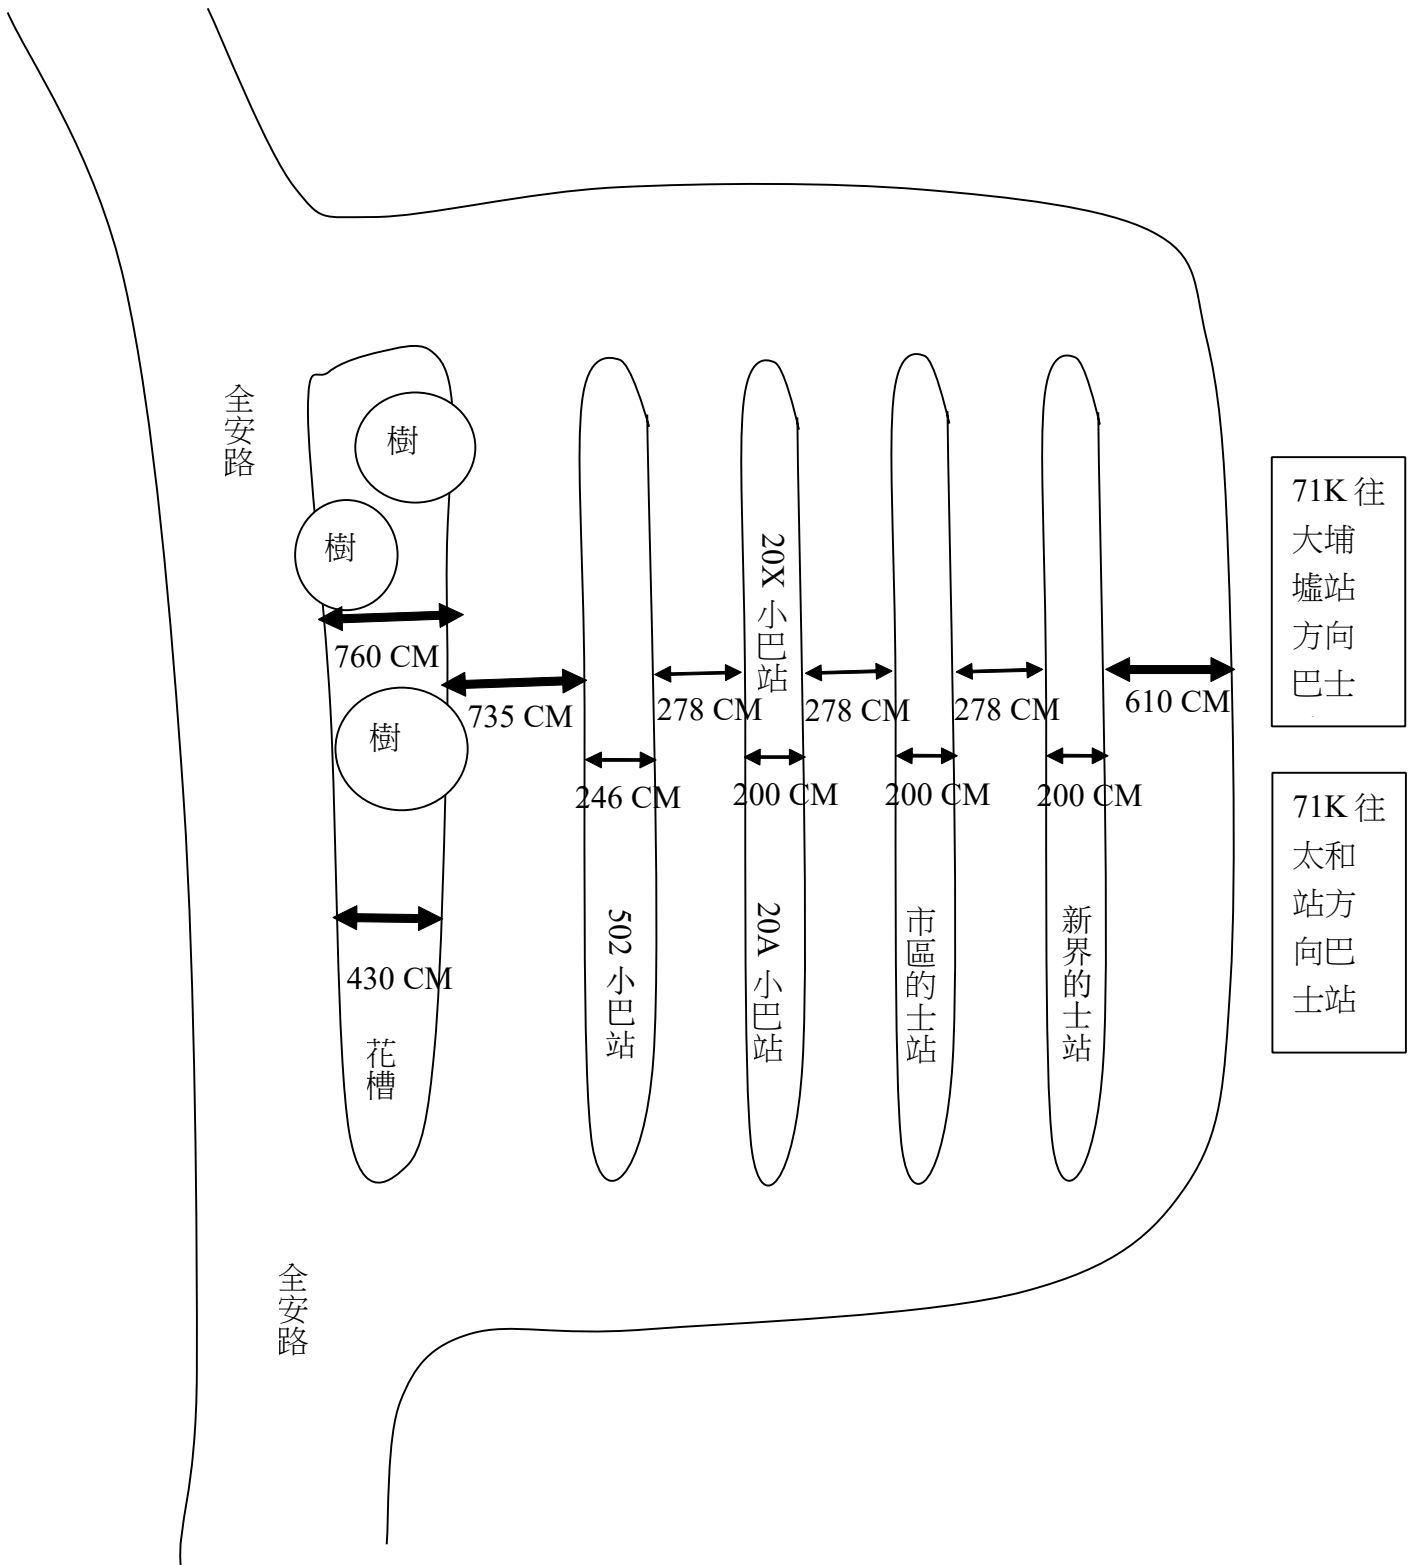 全安路
樹
樹
760 CM
樹
735 CM
430 CM
花槽
246 CM
502 小巴站
278 CM
20X 小巴站
200 CM
20A 小巴站
278 CM
200 CM
市區的士站
278 CM
200 CM
新界的士站
610 CM
71K 往
大埔
墟站
方向
巴士
71K 往
太和
站方
向巴
士站
全安路